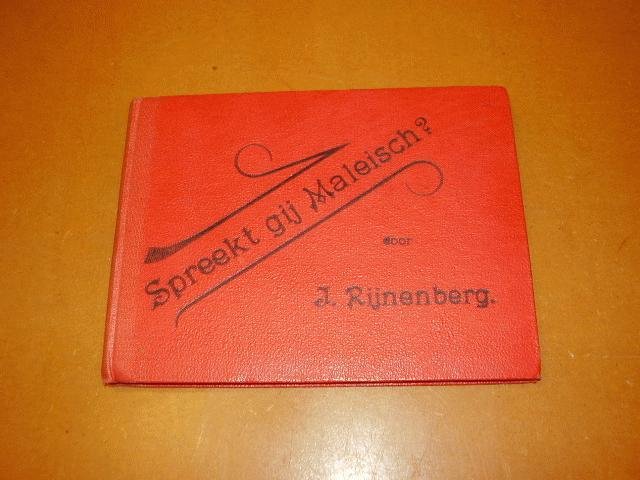 Spreekt gij Maleisch?
door
J. Rijnenberg.